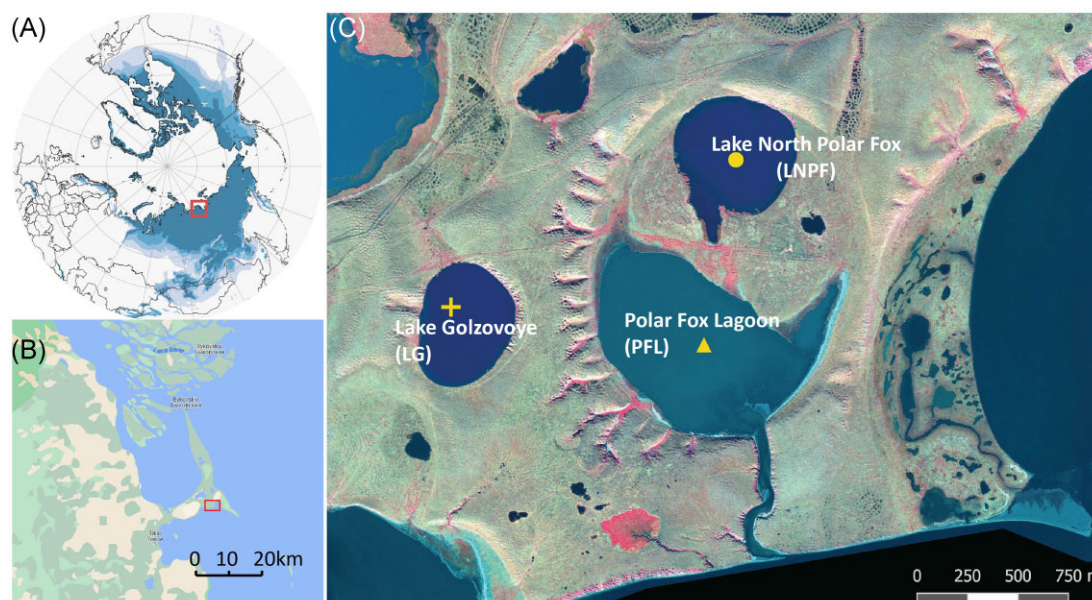 (A)
(B)
0 10 20km
(C)
Lake North Polar Fox
(LNPF)
Lake Golzovoye
(LG)
Polar Fox Lagoon
(PFL)
0 250 500 750 m